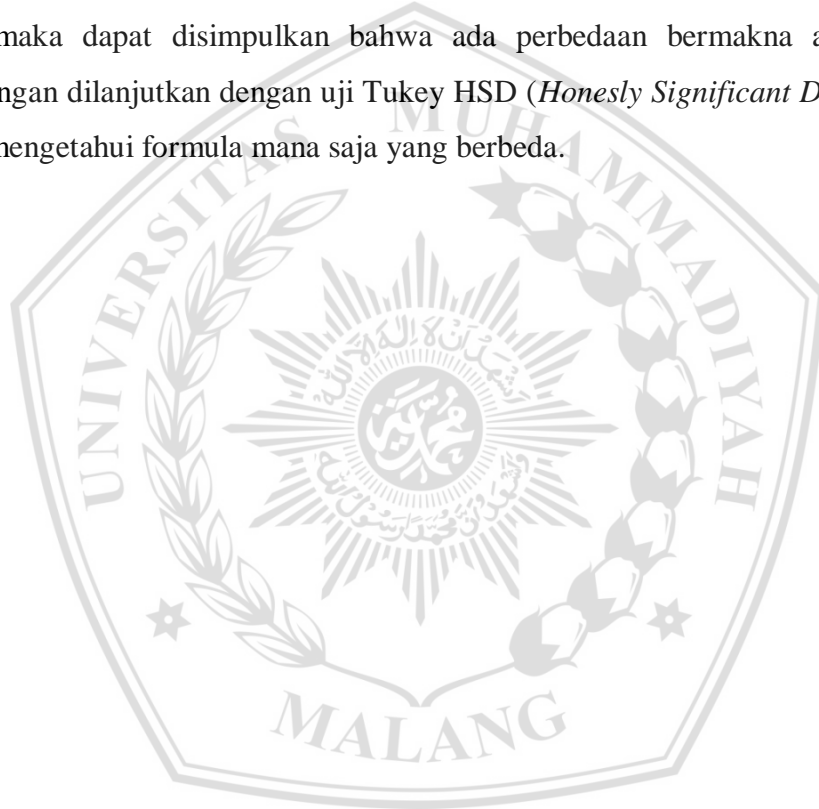 maka dapat disimpulkan bahwa ada perbedaan bermakna a
ngan dilanjutkan dengan uji Tukey HSD (Honesly Significant D
mengetahui formula mana saja yang berbeda.
UNIVERSITAS MUHAMMADIYAH
MALANG